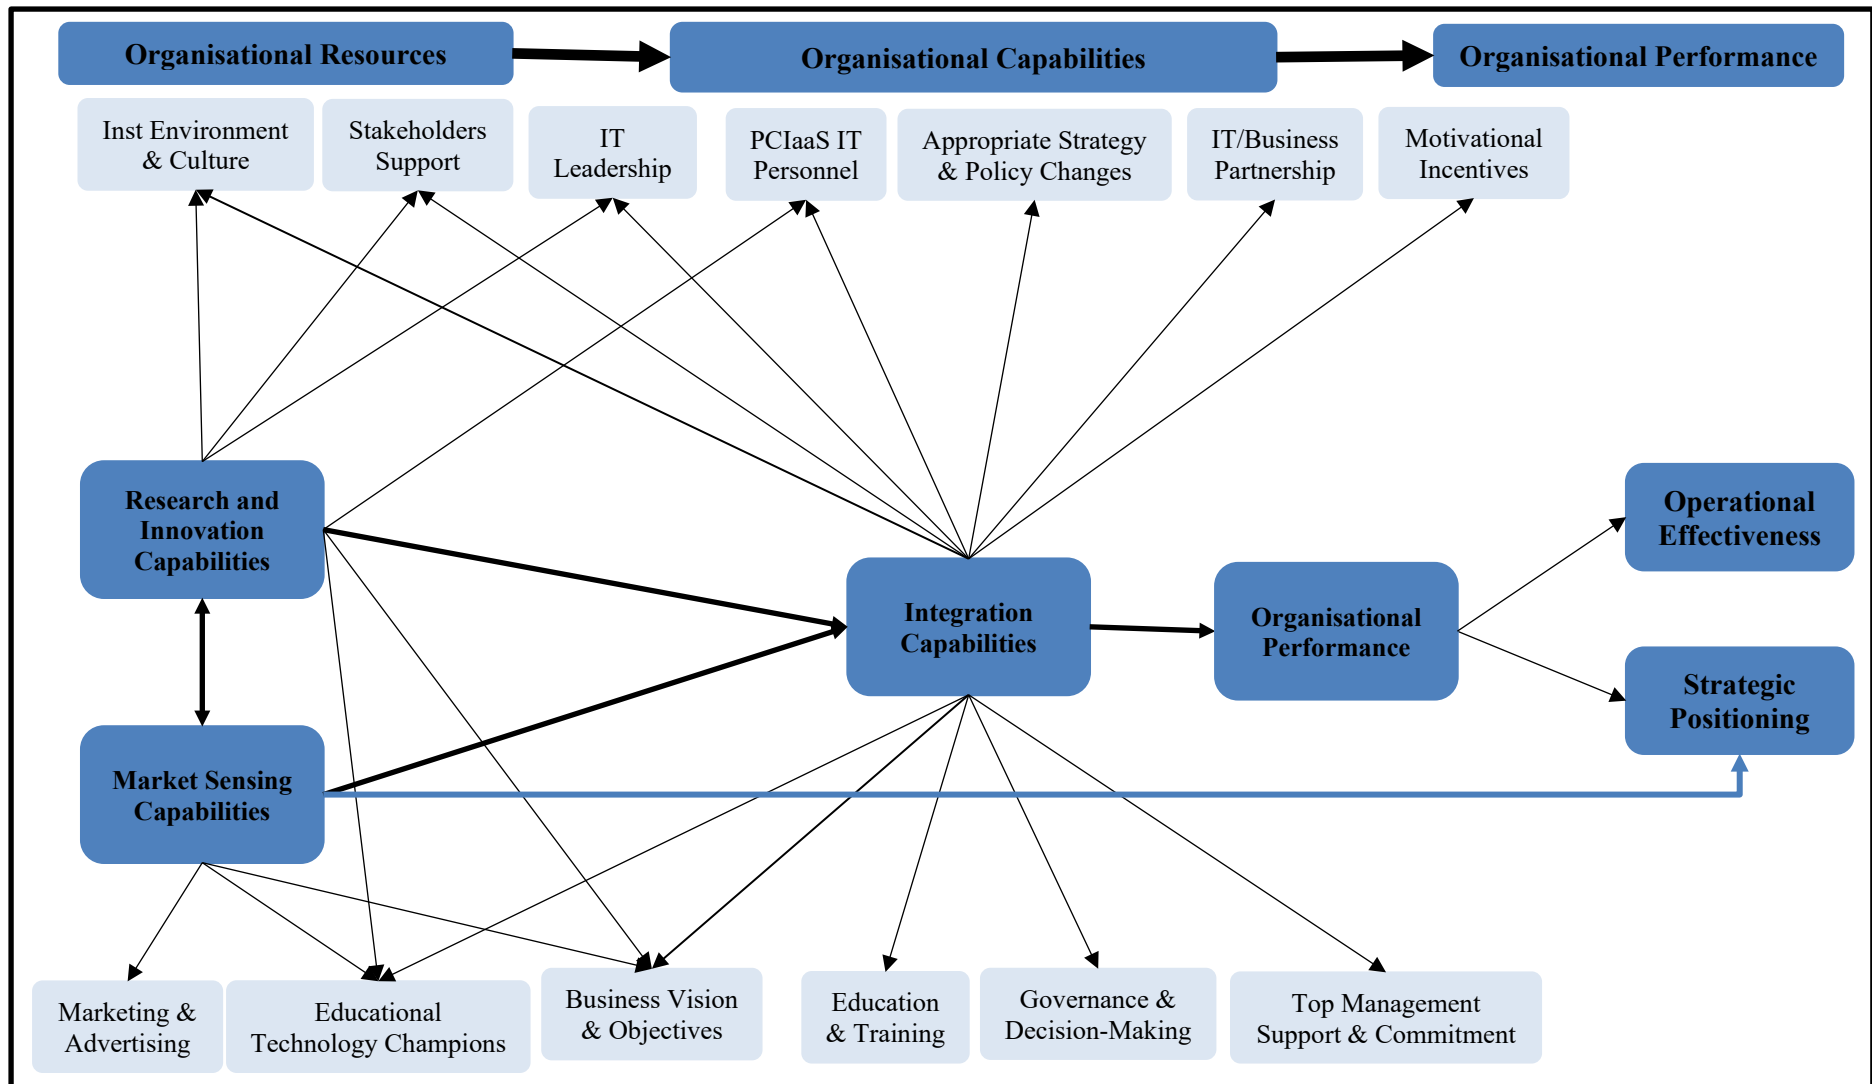 Organisational Resources
Organisational Capabilities
Organisational Performance
Inst Environment
& Culture
Stakeholders
Support
IT
Leadership
PCIaaS IT
Personnel
Appropriate Strategy
& Policy Changes
IT/Business
Partnership
Motivational
Incentives
Research and
Innovation
Capabilities
Operational
Effectiveness
Integration
Capabilities
Organisational
Performance
Strategic
Positioning
Market Sensing
Capabilities
Marketing &
Advertising
Educational
Technology Champions
Business Vision
& Objectives
Education
& Training
Governance &
Decision-Making
Top Management
Support & Commitment